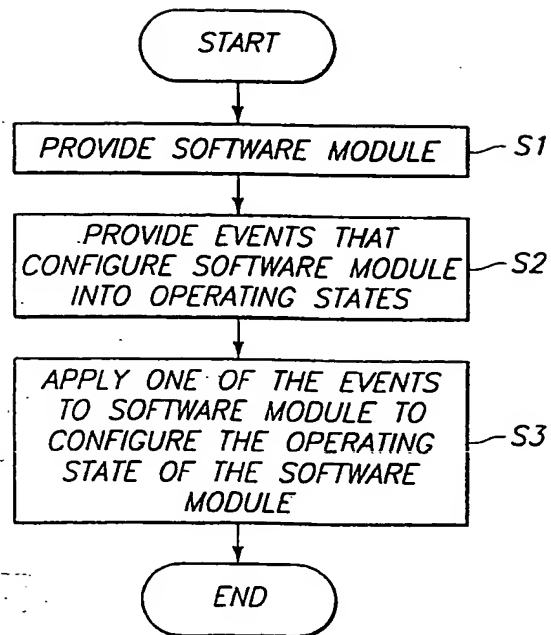 START
PROVIDE SOFTWARE MODULE
S1
PROVIDE EVENTS THAT
CONFIGURE SOFTWARE MODULE
INTO OPERATING STATES
S2
APPLY ONE OF THE EVENTS
TO SOFTWARE MODULE TO
CONFIGURE THE OPERATING
STATE OF THE SOFTWARE
MODULE
S3
END